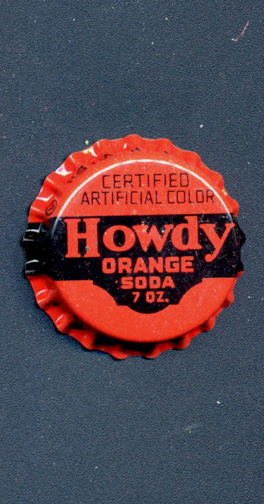 CERTIFIED
ARTIFICIAL COLOR
Howdy
ORANGE
SODA
7 OZ.